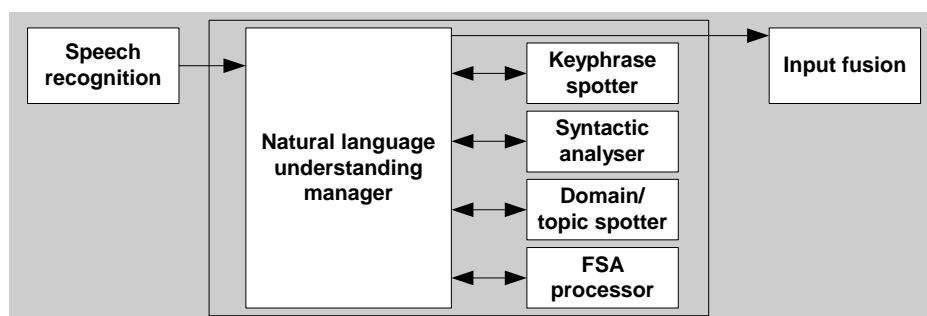 Speech
recognition
Natural language
understanding
manager
Keyphrase
spotter
Syntactic
analyser
Domain/
topic spotter
FSA
processor
Input fusion